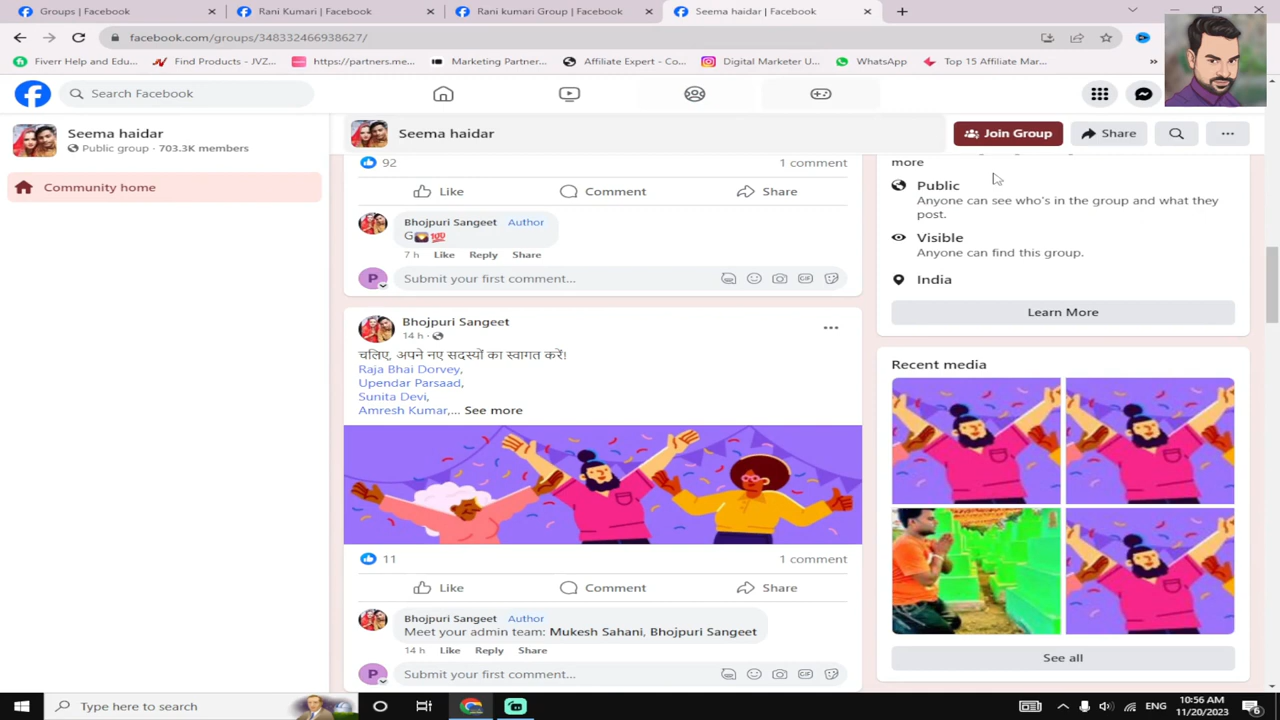 Groups | Facebook
Rani Kumari | Facebook
Rani kumari Group | Facebook
Seema haidar | Facebook
facebook.com/groups/348332466938627/
Fiverr Help and Edu...
Find Products - JVZ...
https://partners.me...
Marketing Partner...
Affiliate Expert - Co...
Digital Marketer U...
WhatsApp
Top 15 Affiliate Mar...
Search Facebook
Seema haidar
Public group · 703.3K members
Community home
Seema haidar
Join Group
Share
92
1 comment
Like
Comment
Share
Bhojpuri Sangeet Author
G🌄💯
7 h Like Reply Share
P
Submit your first comment...
GIF
Bhojpuri Sangeet
14 h ·
चलिए, अपने नए सदस्यों का स्वागत करें!
Raja Bhai Dorvey,
Upendar Parsaad,
Sunita Devi,
Amresh Kumar,... See more
11
1 comment
Like
Comment
Share
Bhojpuri Sangeet Author
Meet your admin team: Mukesh Sahani, Bhojpuri Sangeet
14 h Like Reply Share
P
Submit your first comment...
GIF
more
Public
Anyone can see who's in the group and what they
post.
Visible
Anyone can find this group.
India
Learn More
Recent media
See all
Type here to search
ENG
10:56 AM
11/20/2023
6